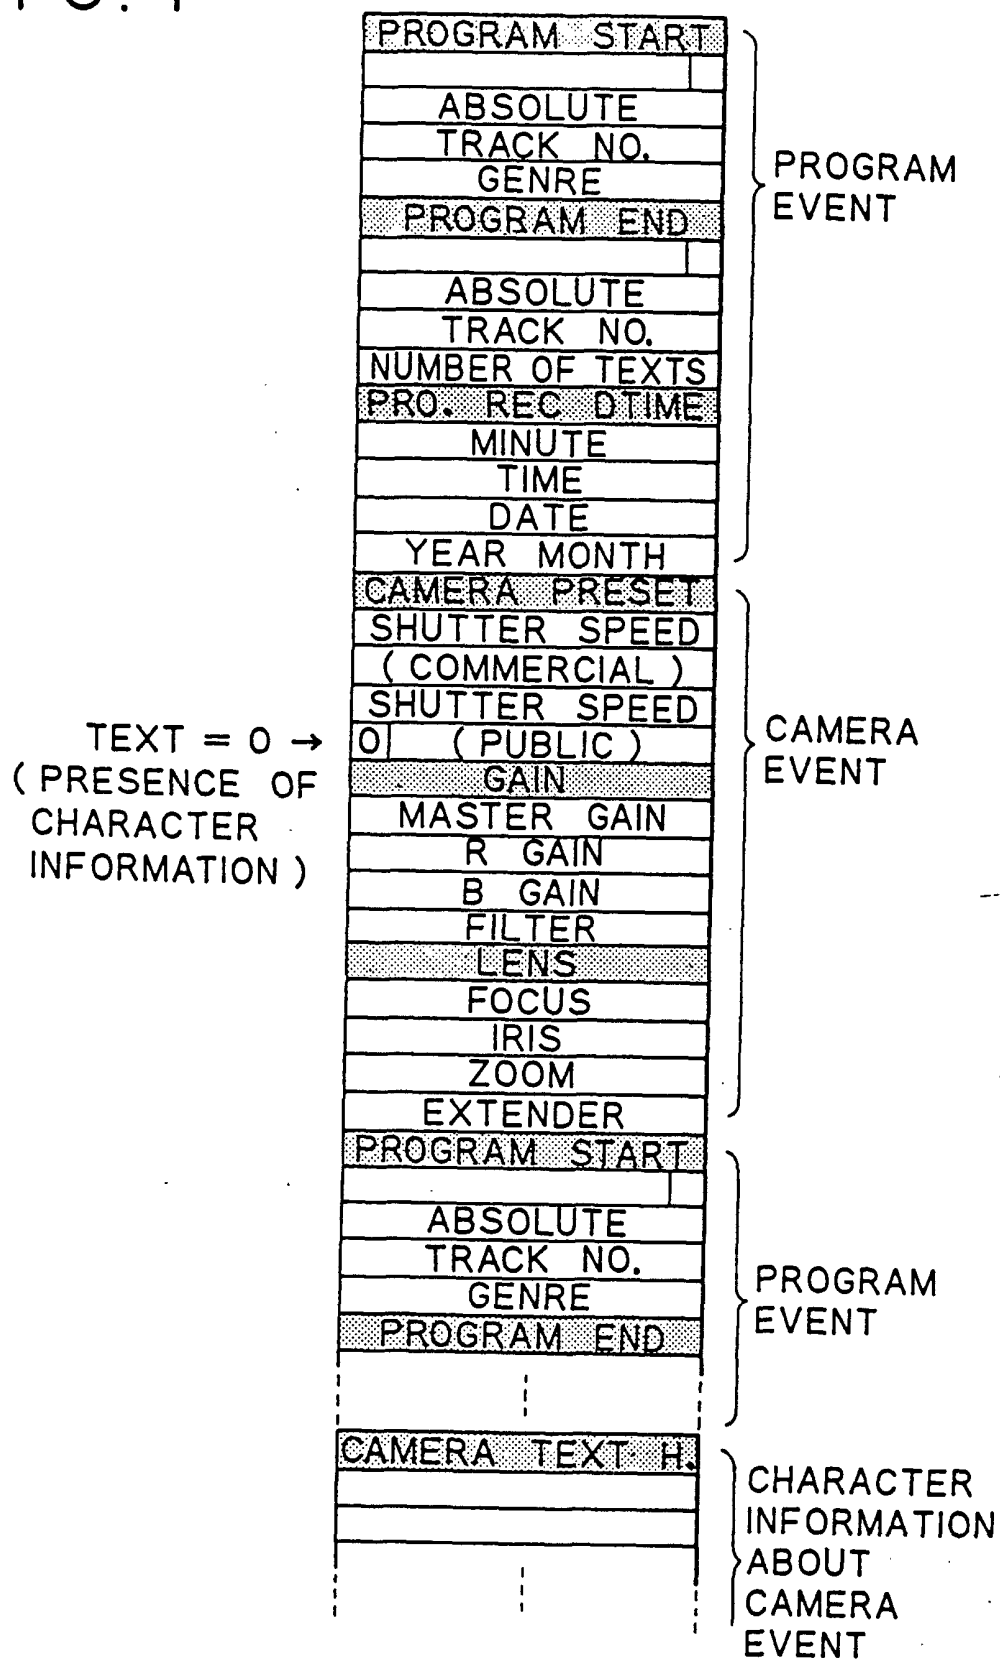 PROGRAM START
ABSOLUTE
TRACK NO.
GENRE
PROGRAM END
ABSOLUTE
TRACK NO.
NUMBER OF TEXTS
PRO. REC DTIME
MINUTE
TIME
DATE
YEAR MONTH
PROGRAM
EVENT
CAMERA PRESET
SHUTTER SPEED
(COMMERCIAL)
SHUTTER SPEED
0 (PUBLIC)
GAIN
MASTER GAIN
R GAIN
B GAIN
FILTER
LENS
FOCUS
IRIS
ZOOM
EXTENDER
TEXT = 0 →
(PRESENCE OF
CHARACTER
INFORMATION)
CAMERA
EVENT
PROGRAM START
ABSOLUTE
TRACK NO.
GENRE
PROGRAM END
PROGRAM
EVENT
CAMERA TEXT H.
CHARACTER
INFORMATION
ABOUT
CAMERA
EVENT